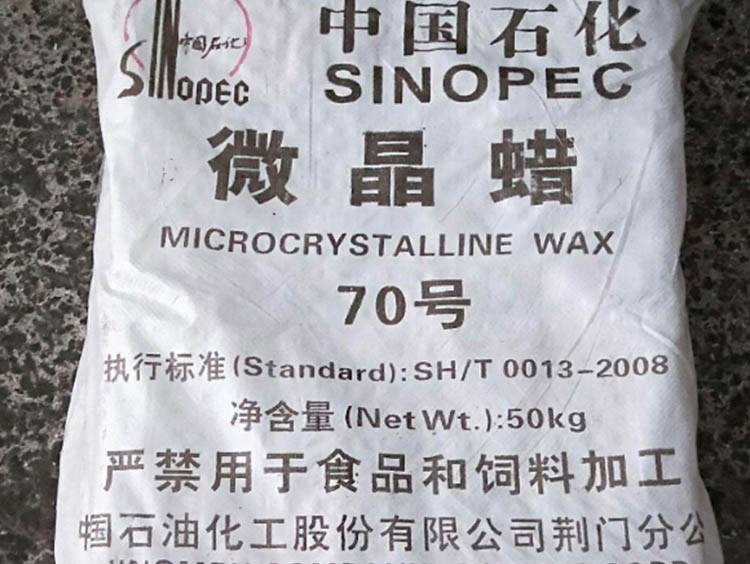 中国石化
SINOPEC
中国石化
SINOPEC
微晶蜡
MICROCRYSTALLINE WAX
70号
执行标准(Standard):SH/T 0013-2008
净含量(Net Wt.):50kg
严禁用于食品和饲料加工
国石油化工股份有限公司荆门分公